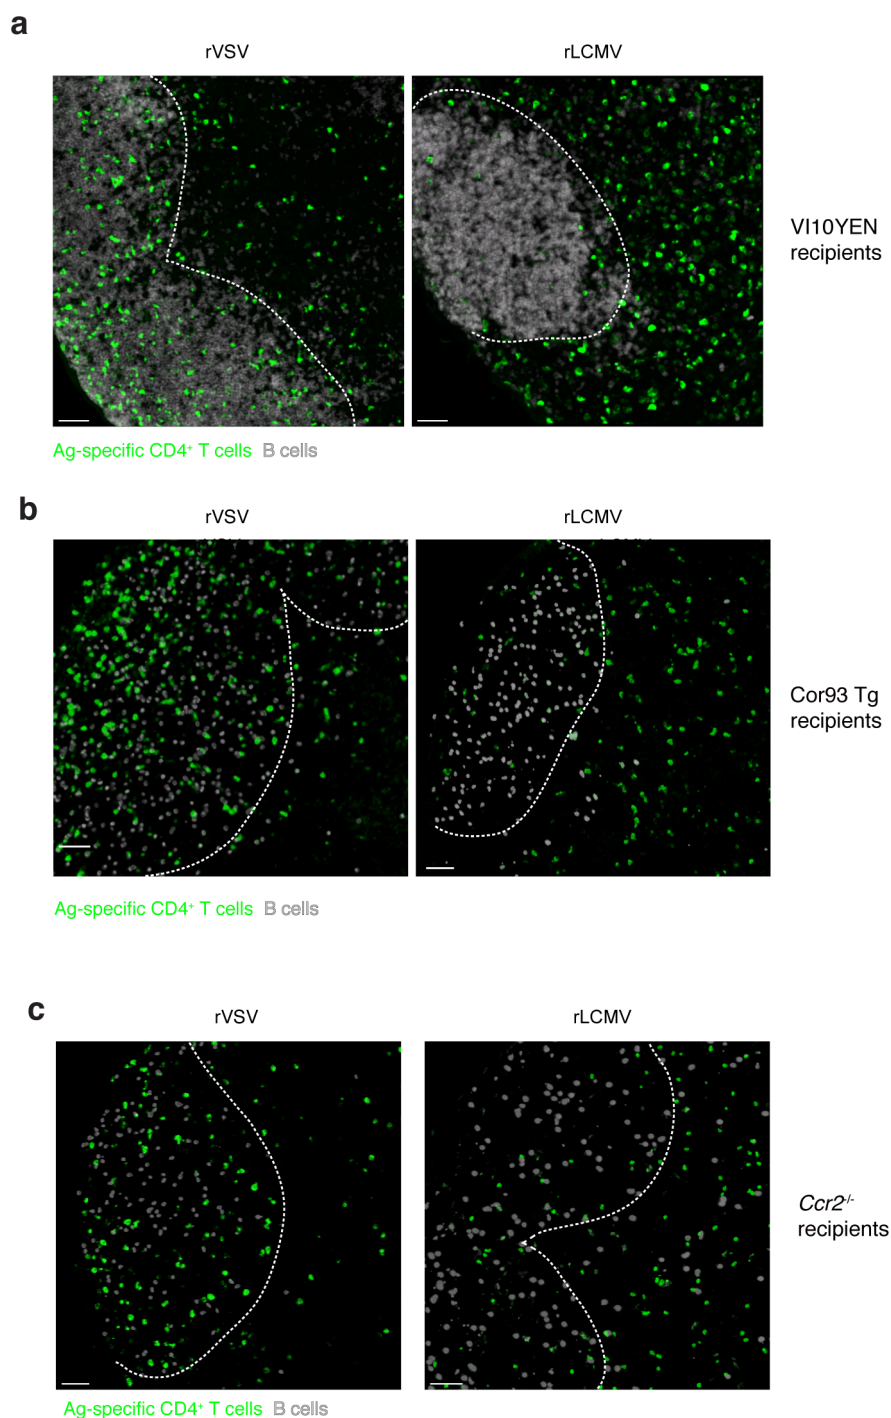 a
rVSV
rLCMV
VI10YEN
recipients
Ag-specific CD4⁺ T cells B cells
b
rVSV
rLCMV
Cor93 Tg
recipients
Ag-specific CD4⁺ T cells B cells
c
rVSV
rLCMV
Ccr2⁻/⁻
recipients
Ag-specific CD4⁺ T cells B cells